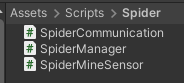 Assets > Scripts > Spider
# SpiderCommunication
# SpiderManager
# SpiderMineSensor